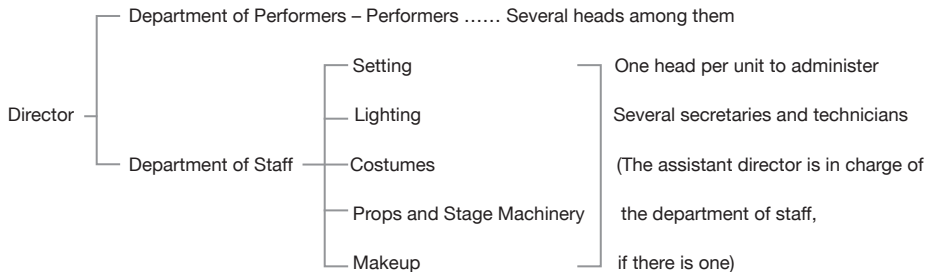 Department of Performers – Performers …… Several heads among them
Setting
One head per unit to administer
Director
Lighting
Several secretaries and technicians
Department of Staff
Costumes
(The assistant director is in charge of
Props and Stage Machinery
the department of staff,
Makeup
if there is one)